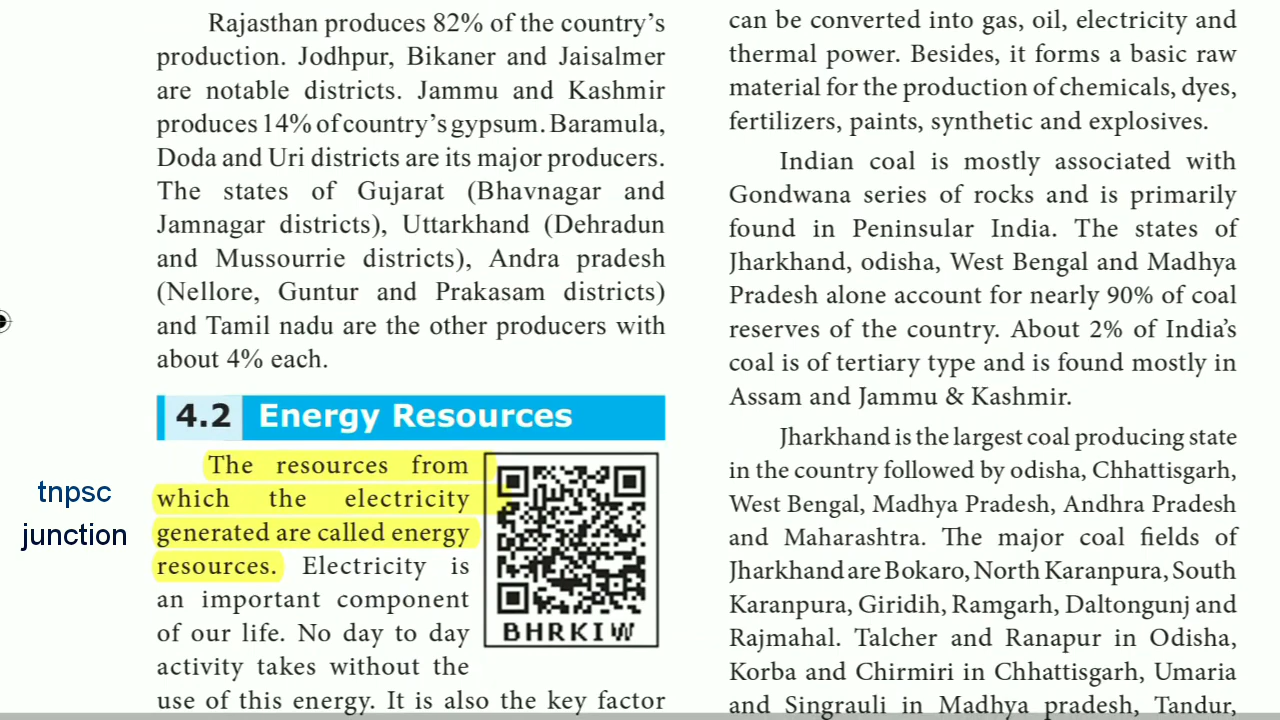 Rajasthan produces 82% of the country’s
production. Jodhpur, Bikaner and Jaisalmer
are notable districts. Jammu and Kashmir
produces 14% of country’s gypsum. Baramula,
Doda and Uri districts are its major producers.
The states of Gujarat (Bhavnagar and
Jamnagar districts), Uttarkhand (Dehradun
and Mussourrie districts), Andra pradesh
(Nellore, Guntur and Prakasam districts)
and Tamil nadu are the other producers with
about 4% each.
4.2 Energy Resources
The resources from
which the electricity
generated are called energy
resources. Electricity is
an important component
of our life. No day to day
activity takes without the
use of this energy. It is also the key factor
BHRKIW
tnpsc
junction
can be converted into gas, oil, electricity and
thermal power. Besides, it forms a basic raw
material for the production of chemicals, dyes,
fertilizers, paints, synthetic and explosives.
Indian coal is mostly associated with
Gondwana series of rocks and is primarily
found in Peninsular India. The states of
Jharkhand, odisha, West Bengal and Madhya
Pradesh alone account for nearly 90% of coal
reserves of the country. About 2% of India’s
coal is of tertiary type and is found mostly in
Assam and Jammu & Kashmir.
Jharkhand is the largest coal producing state
in the country followed by odisha, Chhattisgarh,
West Bengal, Madhya Pradesh, Andhra Pradesh
and Maharashtra. The major coal fields of
Jharkhand are Bokaro, North Karanpura, South
Karanpura, Giridih, Ramgarh, Daltongunj and
Rajmahal. Talcher and Ranapur in Odisha,
Korba and Chirmiri in Chhattisgarh, Umaria
and Singrauli in Madhya pradesh, Tandur,